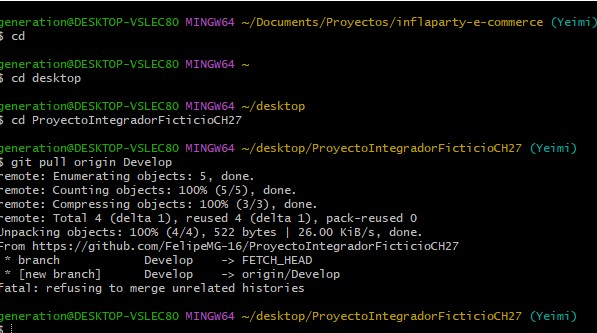 generation@DESKTOP-VSLEC80 MINGW64 ~/Documents/Proyectos/inflaparty-e-commerce (Yeimi)
$ cd
generation@DESKTOP-VSLEC80 MINGW64 ~
$ cd desktop
generation@DESKTOP-VSLEC80 MINGW64 ~/desktop
$ cd ProyectoIntegradorFicticioCH27
generation@DESKTOP-VSLEC80 MINGW64 ~/desktop/ProyectoIntegradorFicticioCH27 (Yeimi)
$ git pull origin Develop
remote: Enumerating objects: 5, done.
remote: Counting objects: 100% (5/5), done.
remote: Compressing objects: 100% (3/3), done.
remote: Total 4 (delta 1), reused 4 (delta 1), pack-reused 0
Unpacking objects: 100% (4/4), 522 bytes | 26.00 KiB/s, done.
From https://github.com/FelipeMG-16/ProyectoIntegradorFicticioCH27
 * branch            Develop    -> FETCH_HEAD
 * [new branch]      Develop    -> origin/Develop
fatal: refusing to merge unrelated histories
generation@DESKTOP-VSLEC80 MINGW64 ~/desktop/ProyectoIntegradorFicticioCH27 (Yeimi)
$